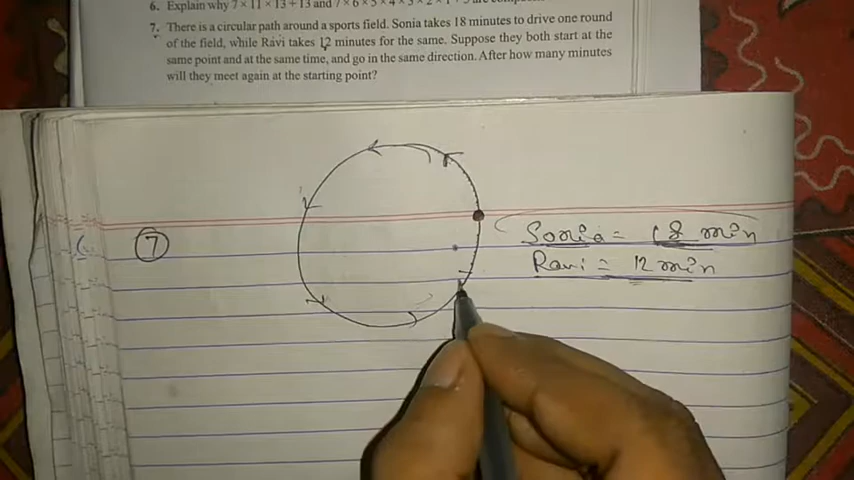 6. Explain why 7 × 11 × 13 + 13 and 7 × 6 × 5 × 4 × 3 × 2 × 1 + 5 are
7. There is a circular path around a sports field. Sonia takes 18 minutes to drive one round
of the field, while Ravi takes 12 minutes for the same. Suppose they both start at the
same point and at the same time, and go in the same direction. After how many minutes
will they meet again at the starting point?
7
Sonia = 18 min
Ravi = 12 min